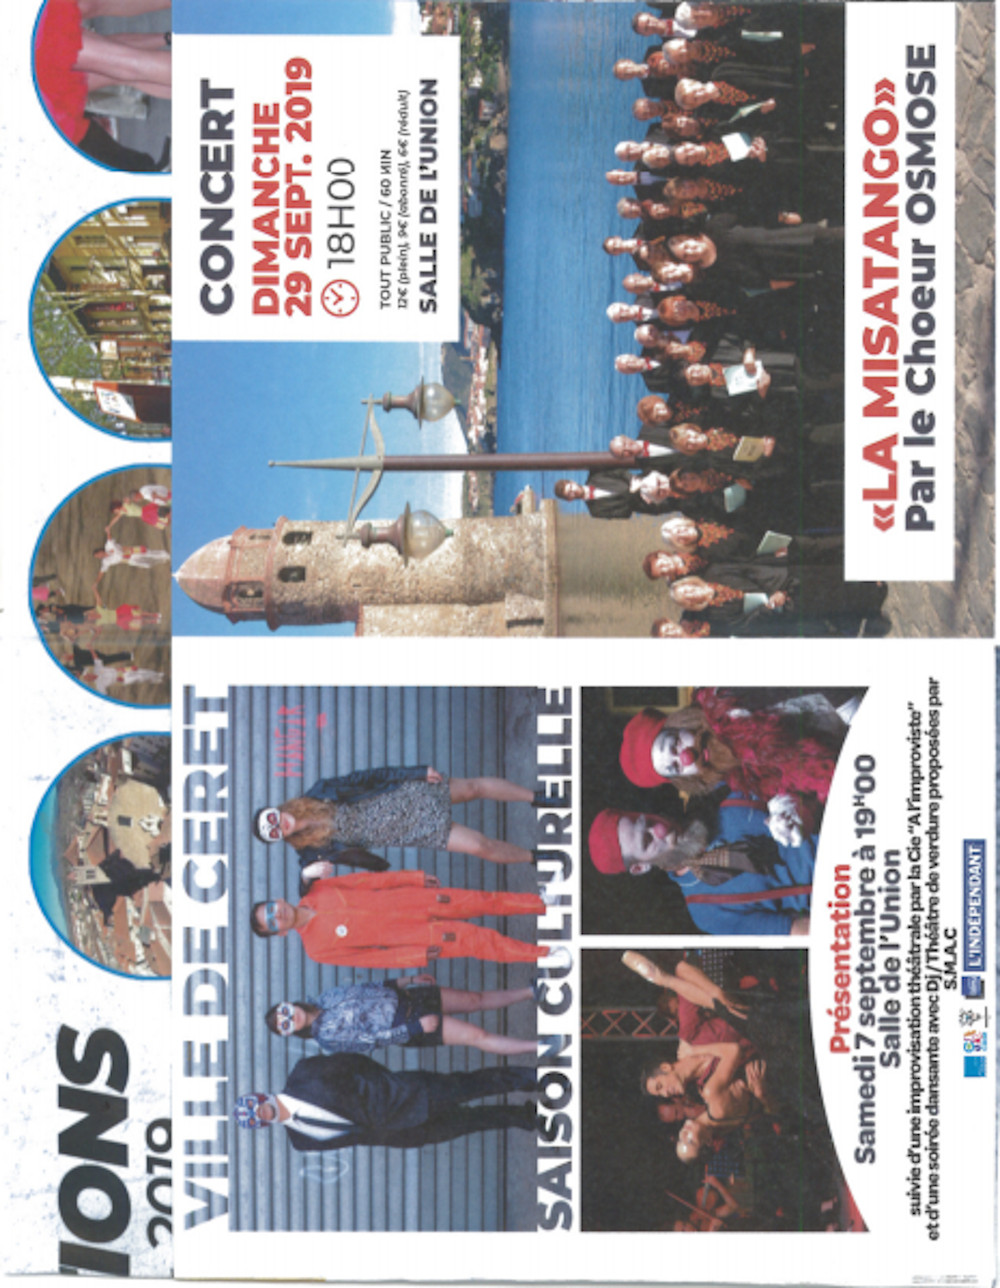 IONS
2019
VILLE DE CERET
SAISON CULTURELLE
Présentation
Samedi 7 septembre à 19H00
Salle de l'Union
suivie d'une improvisation théâtrale par la Cie "A l'improviste"
et d'une soirée dansante avec Dj / Théâtre de verdure proposées par
S.M.A.C
L'INDEPENDANT
CONCERT
DIMANCHE
29 SEPT. 2019
18H00
TOUT PUBLIC / 60 MIN
12€ (plein), 9€ (abonné), 6€ (réduit)
SALLE DE L'UNION
«LA MISATANGO»
Par le Choeur OSMOSE